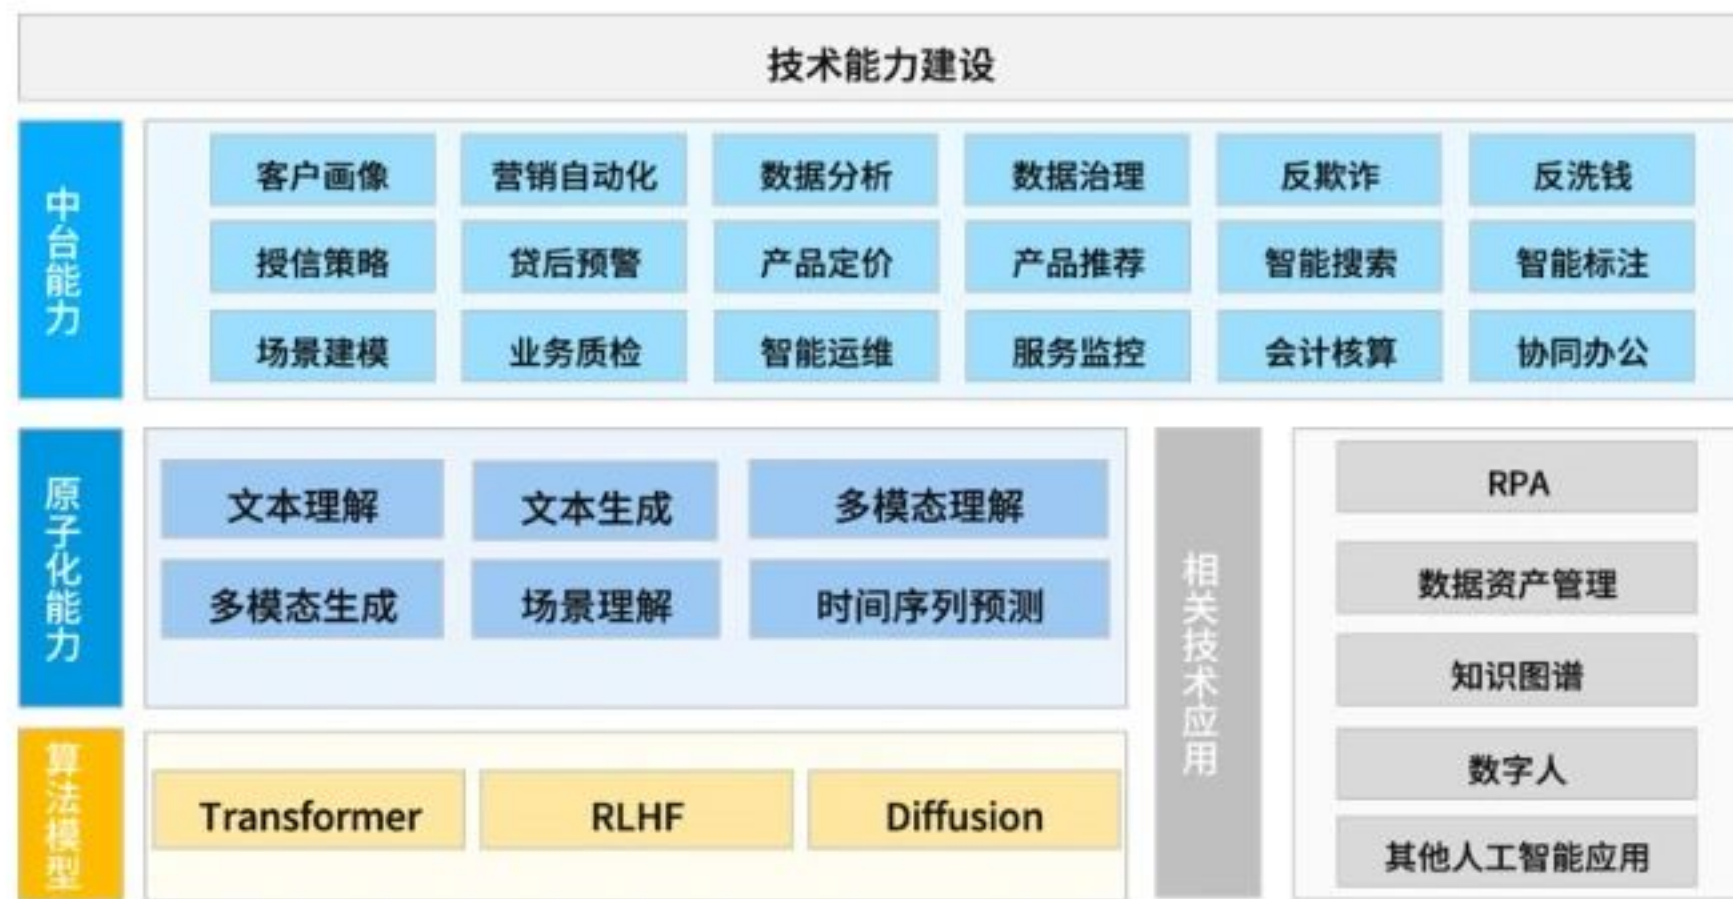 技术能力建设
中台能力
客户画像 营销自动化 数据分析 数据治理 反欺诈 反洗钱
授信策略 贷后预警 产品定价 产品推荐 智能搜索 智能标注
场景建模 业务质检 智能运维 服务监控 会计核算 协同办公
原子化能力
文本理解 文本生成 多模态理解
多模态生成 场景理解 时间序列预测
算法模型
Transformer RLHF Diffusion
相关技术应用
RPA
数据资产管理
知识图谱
数字人
其他人工智能应用